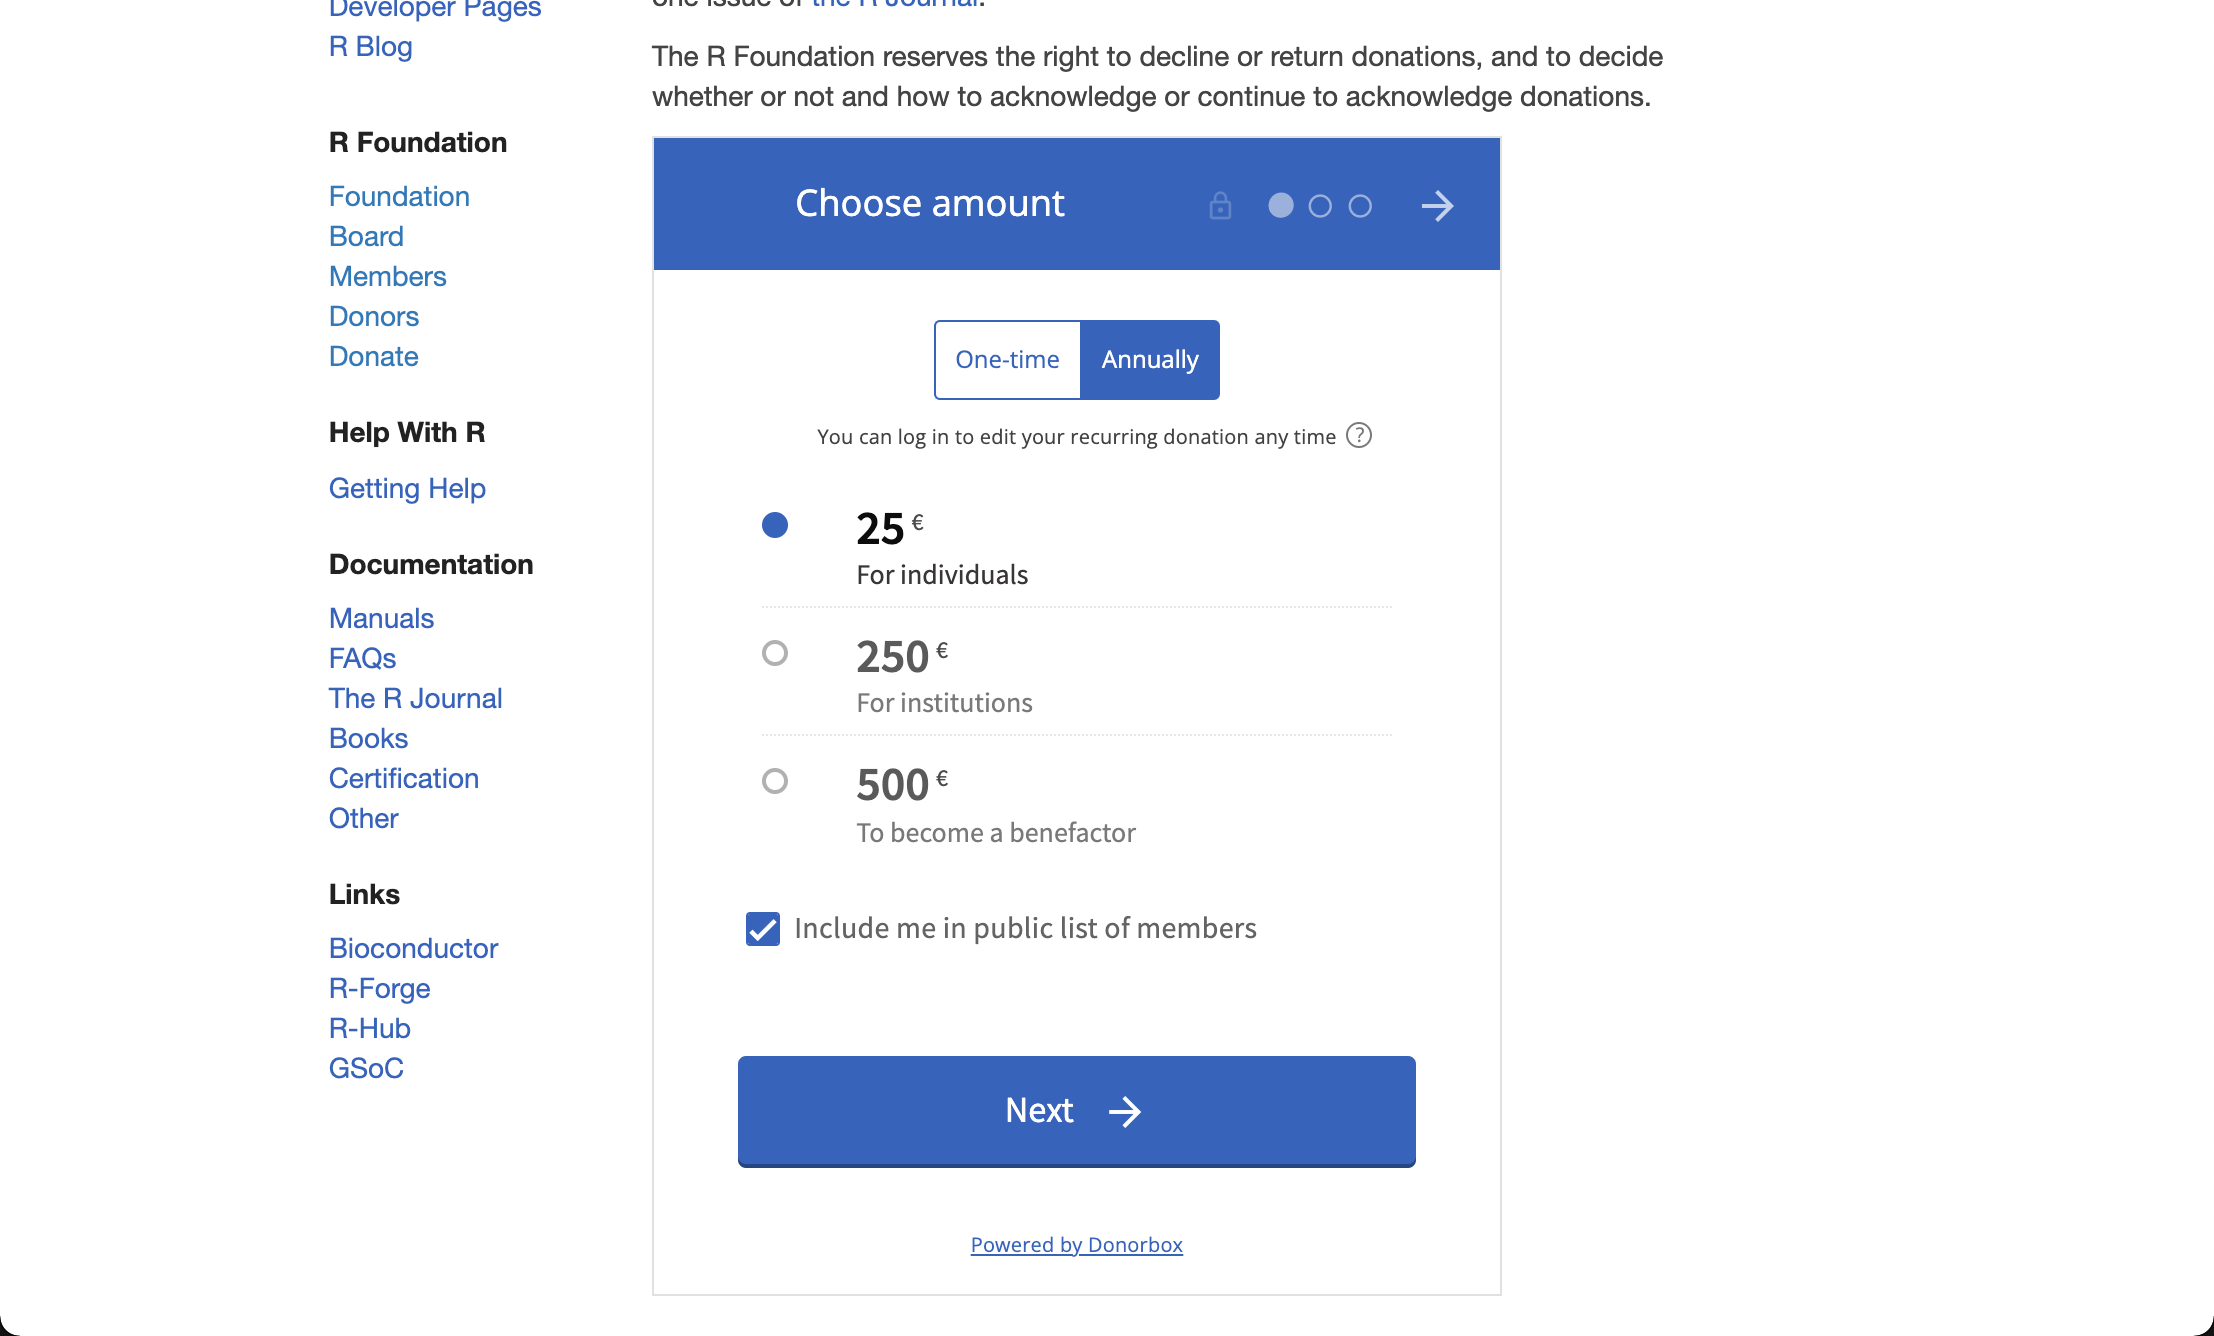 Developer Pages
R Blog
R Foundation
Foundation
Board
Members
Donors
Donate
Help With R
Getting Help
Documentation
Manuals
FAQs
The R Journal
Books
Certification
Other
Links
Bioconductor
R-Forge
R-Hub
GSoC
one issue of the R Journal.
The R Foundation reserves the right to decline or return donations, and to decide
whether or not and how to acknowledge or continue to acknowledge donations.
Choose amount
One-time Annually
You can log in to edit your recurring donation any time ?
25 €
For individuals
250 €
For institutions
500 €
To become a benefactor
Include me in public list of members
Next
Powered by Donorbox